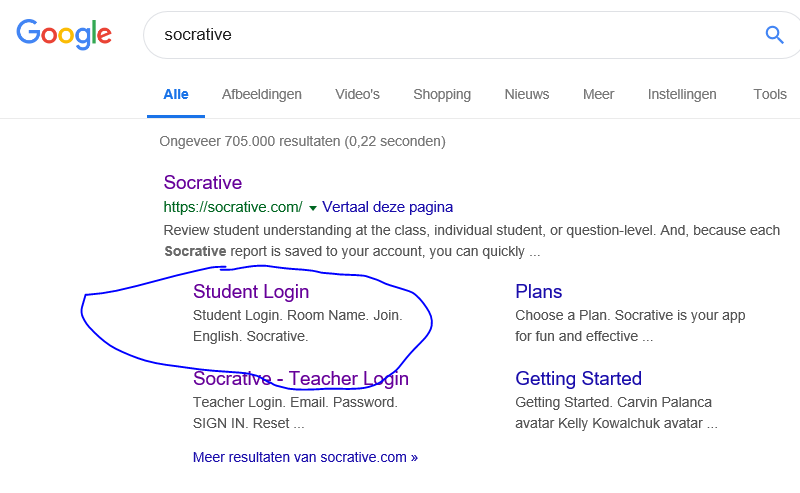 Google
socrative
Alle Afbeeldingen Video's Shopping Nieuws Meer Instellingen Tools
Ongeveer 705.000 resultaten (0,22 seconden)
Socrative
https://socrative.com/ Vertaal deze pagina
Review student understanding at the class, individual student, or question-level. And, because each
Socrative report is saved to your account, you can quickly ...
Student Login
Student Login. Room Name. Join.
English. Socrative.
Plans
Choose a Plan. Socrative is your app
for fun and effective ...
Socrative - Teacher Login
Teacher Login. Email. Password.
SIGN IN. Reset ...
Getting Started
Getting Started. Carvin Palanca
avatar Kelly Kowalchuk avatar ...
Meer resultaten van socrative.com »